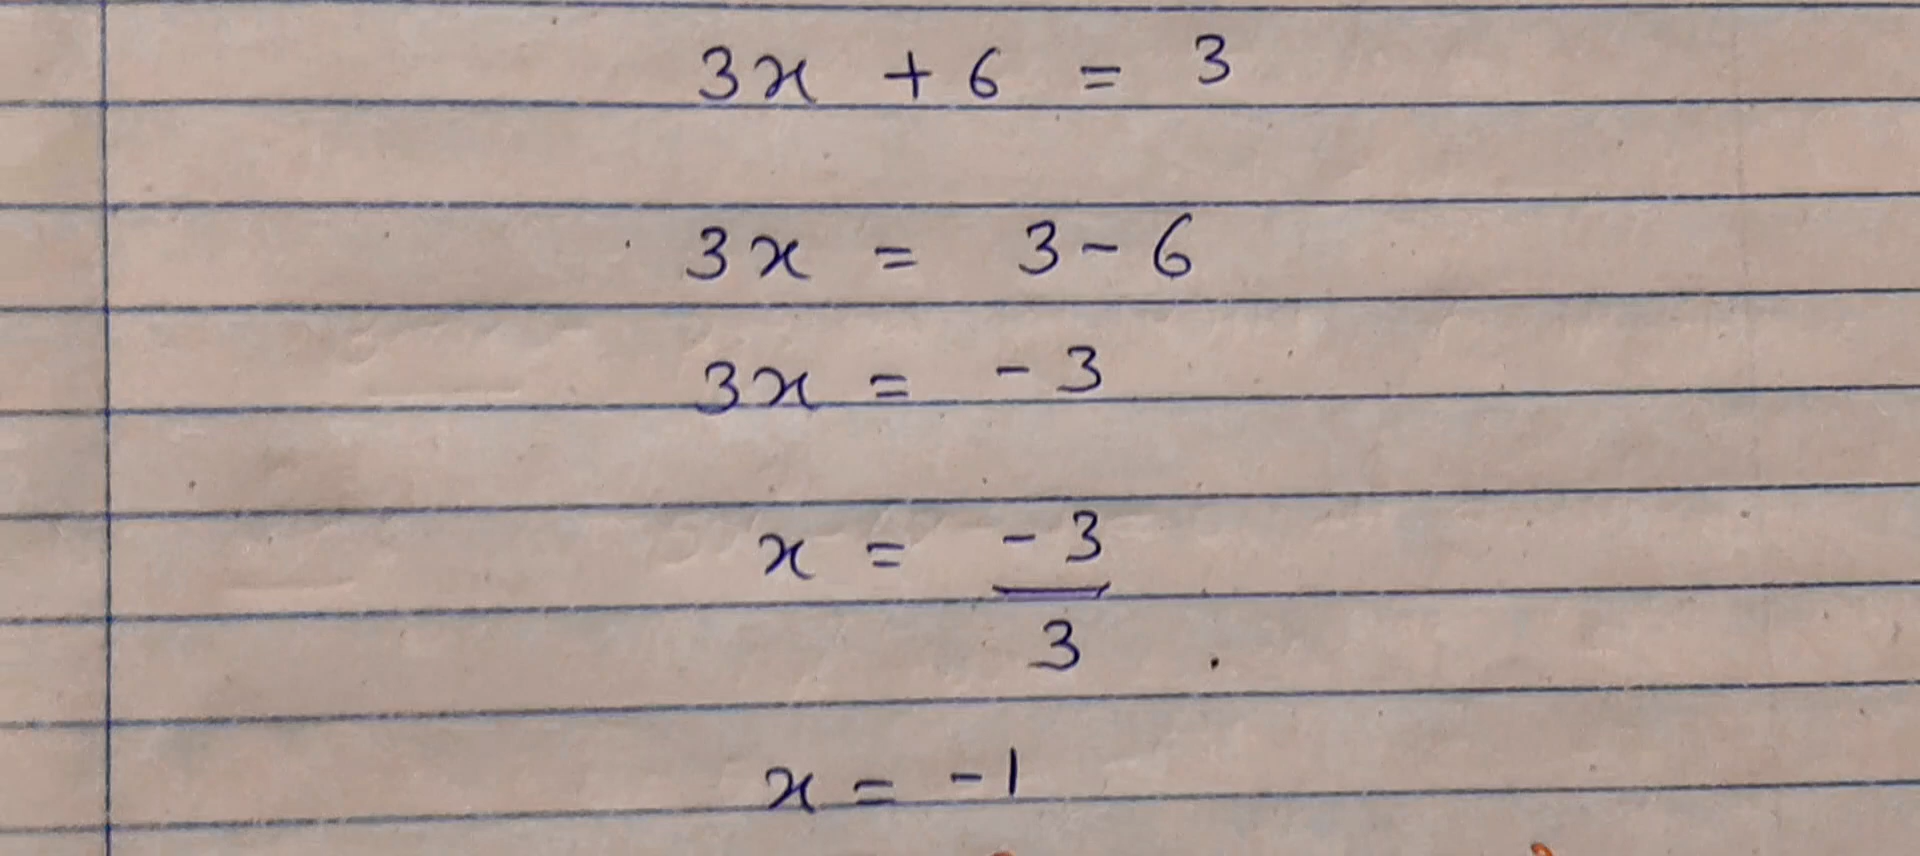 3x + 6 = 3
3x = 3 - 6
3x = -3
x = -3/3
x = -1